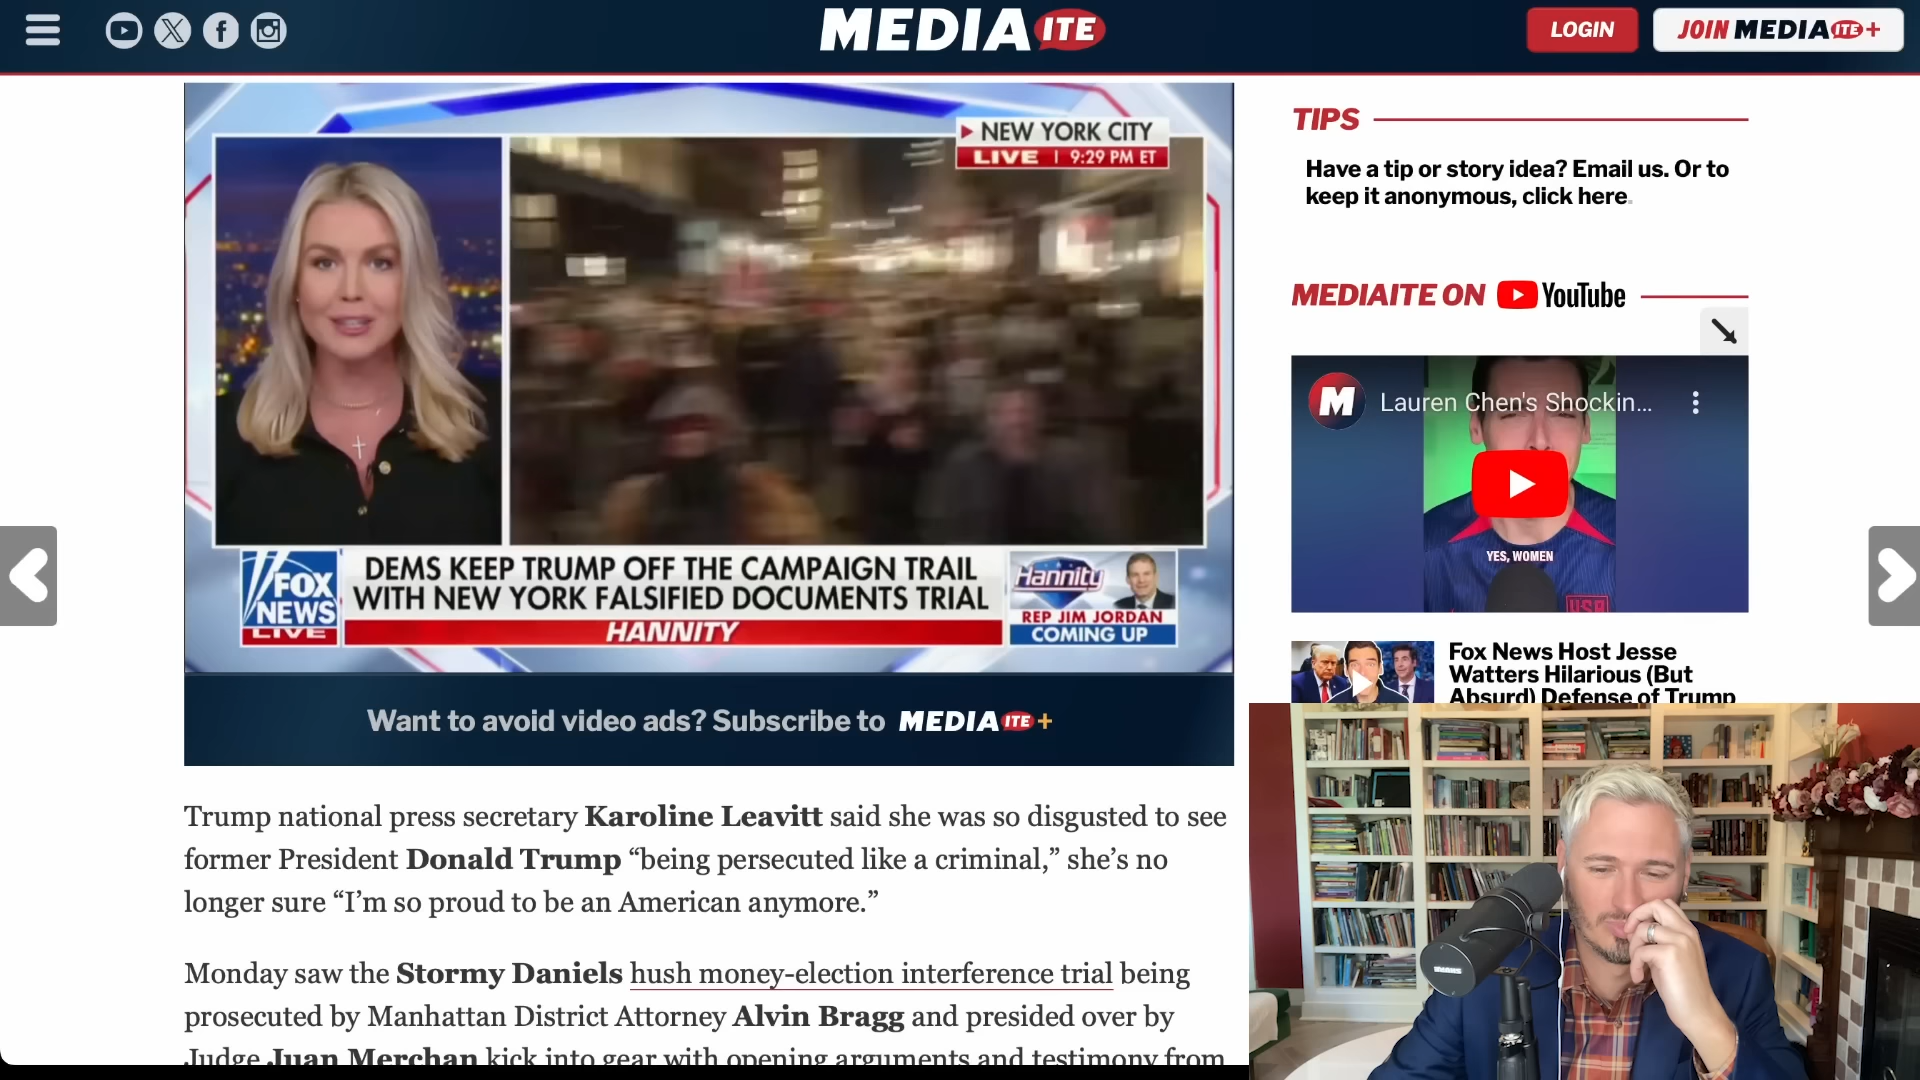 MEDIAITE
LOGIN
JOIN MEDIAITE+
NEW YORK CITY
LIVE | 9:29 PM ET
DEMS KEEP TRUMP OFF THE CAMPAIGN TRAIL
WITH NEW YORK FALSIFIED DOCUMENTS TRIAL
HANNITY
FOX
NEWS
LIVE
Hannity
REP JIM JORDAN
COMING UP
Want to avoid video ads? Subscribe to MEDIAITE+
Trump national press secretary Karoline Leavitt said she was so disgusted to see
former President Donald Trump “being persecuted like a criminal,” she’s no
longer sure “I’m so proud to be an American anymore.”
Monday saw the Stormy Daniels hush money-election interference trial being
prosecuted by Manhattan District Attorney Alvin Bragg and presided over by
Judge Juan Merchan kick into gear with opening arguments and testimony from
TIPS
Have a tip or story idea? Email us. Or to
keep it anonymous, click here.
MEDIAITE ON YouTube
M
Lauren Chen's Shockin...
YES, WOMEN
USA
Fox News Host Jesse
Watters Hilarious (But
Absurd) Defense of Trump